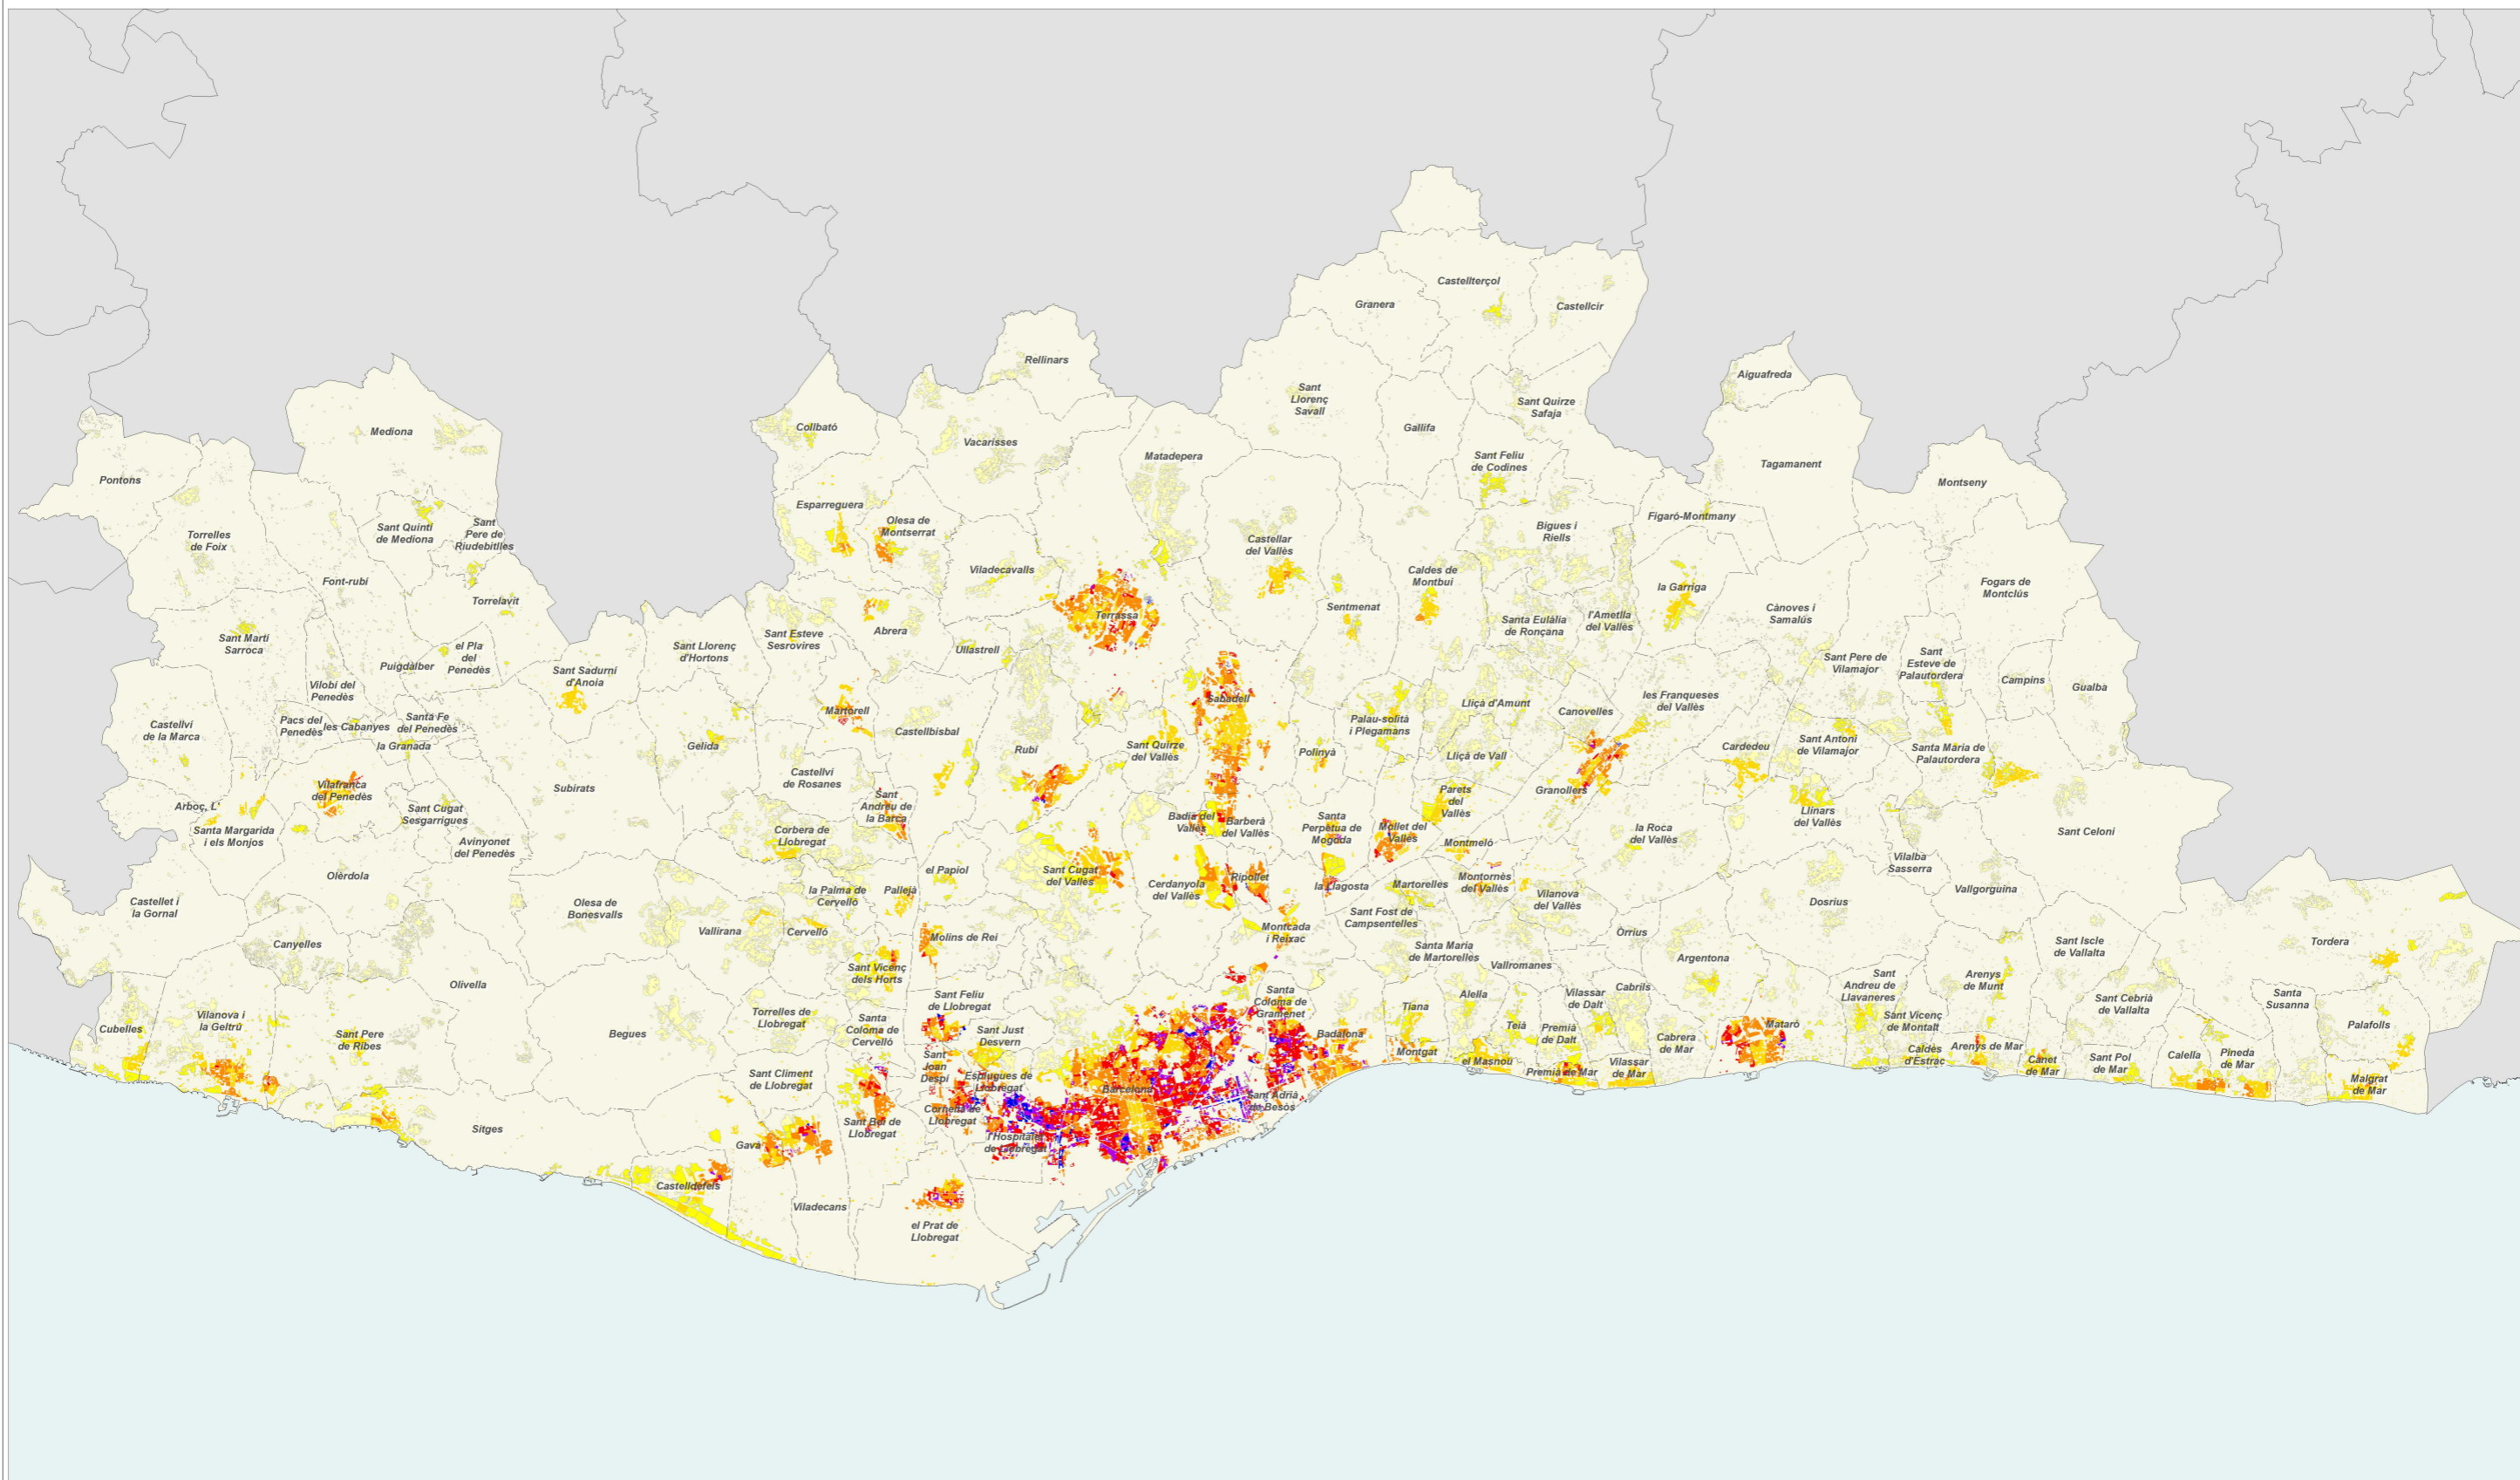 Castellterçol
Granera
Castellcir
Rellinars
Aiguafreda
Sant
Llorenç
Savall
Sant Quirze
Safaja
Mediona
Collbató
Vacarisses
Gallifa
Matadepera
Sant Feliu
de Codines
Tagamanent
Pontons
Montseny
Esparreguera
Olesa de
Montserrat
Figaró-Montmany
Sant Quintí
de Mediona
Sant
Pere de
Riudebitlles
Torrelles
de Foix
Castellar
del Vallès
Bigues i
Riells
Viladecavalls
Caldes de
Montbui
la Garriga
Fogars de
Montclús
Font-rubí
Torrelavit
Sentmenat
Terrassa
Cànoves i
Samalús
Santa Eulàlia
de Ronçana
l'Ametlla
del Vallès
Abrera
Sant Martí
Sarroca
Sant Esteve
Sesrovires
Sant Llorenç
d'Hortons
Ullastrell
el Pla
del
Penedès
Puigdàlber
Sant Pere de
Vilamajor
Sant
Esteve de
Palautordera
Campins
Gualba
Sant Sadurní
d'Anoia
Vilobí del
Penedès
Sabadell
les Franqueses
del Vallès
Lliçà d'Amunt
Canovelles
Martorell
Castellví
de la Marca
Pacs del
Penedès
les Cabanyes
Santa Fe
del Penedès
la Granada
Gelida
Castellbisbal
Rubí
Sant Quirze
del Vallès
Palau-solità
i Plegamans
Polinyà
Lliçà de Vall
Cardedeu
Sant Antoni
de Vilamajor
Santa Maria de
Palautordera
Castellví
de Rosanes
Subirats
Vilafranca
del Penedès
Granollers
Parets
del
Vallès
Arboç, L'
Sant Cugat
Sesgarrigues
Sant
Andreu de
la Barca
Santa Margarida
i els Monjos
Badia del
Vallès
Barberà
del Vallès
Santa
Perpètua de
Mogoda
Mollet del
Vallès
Montmeló
la Roca
del Vallès
Llinars
del Vallès
Sant Celoni
Corbera de
Llobregat
Avinyonet
del Penedès
Olèrdola
el Papiol
Sant Cugat
del Vallès
Cerdanyola
del Vallès
Ripollet
la Llagosta
Martorelles
Montornès
del Vallès
Vilanova
del Vallès
Vilalba
Sasserra
Vallgorguina
la Palma de
Cervelló
Pallejà
Castellet i
la Gornal
Olesa de
Bonesvalls
Dosrius
Sant Fost de
Campsentelles
Vallirana
Cervelló
Molins de Rei
Montcada
i Reixac
Canyelles
Òrrius
Tordera
Santa Maria
de Martorelles
Vallromanes
Argentona
Sant Iscle
de Vallalta
Sant Vicenç
dels Horts
Olivella
Sant
Andreu de
Llavaneres
Arenys
de Munt
Sant Feliu
de Llobregat
Santa
Coloma de
Gramenet
Tiana
Alella
Vilassar
de Dalt
Cabrils
Sant Cebrià
de Vallalta
Santa
Susanna
Cubelles
Vilanova i
la Geltrú
Sant Pere
de Ribes
Begues
Torrelles de
Llobregat
Santa
Coloma de
Cervelló
Sant Just
Desvern
Badalona
Teià
Premià
de Dalt
Cabrera
de Mar
Mataró
Sant Vicenç
de Montalt
Palafolls
Sant
Joan
Despí
Montgat
el Masnou
Premià de Mar
Vilassar
de Mar
Caldes
d'Estrac
Arenys de Mar
Canet
de Mar
Sant Pol
de Mar
Calella
Pineda
de Mar
Malgrat
de Mar
Sant Climent
de Llobregat
Esplugues de
Llobregat
Barcelona
Sant Adrià
de Besòs
Cornellà de
Llobregat
Sant Boi de
Llobregat
Sitges
Gavà
l'Hospitalet
de Llobregat
Castelldefels
Viladecans
el Prat de
Llobregat